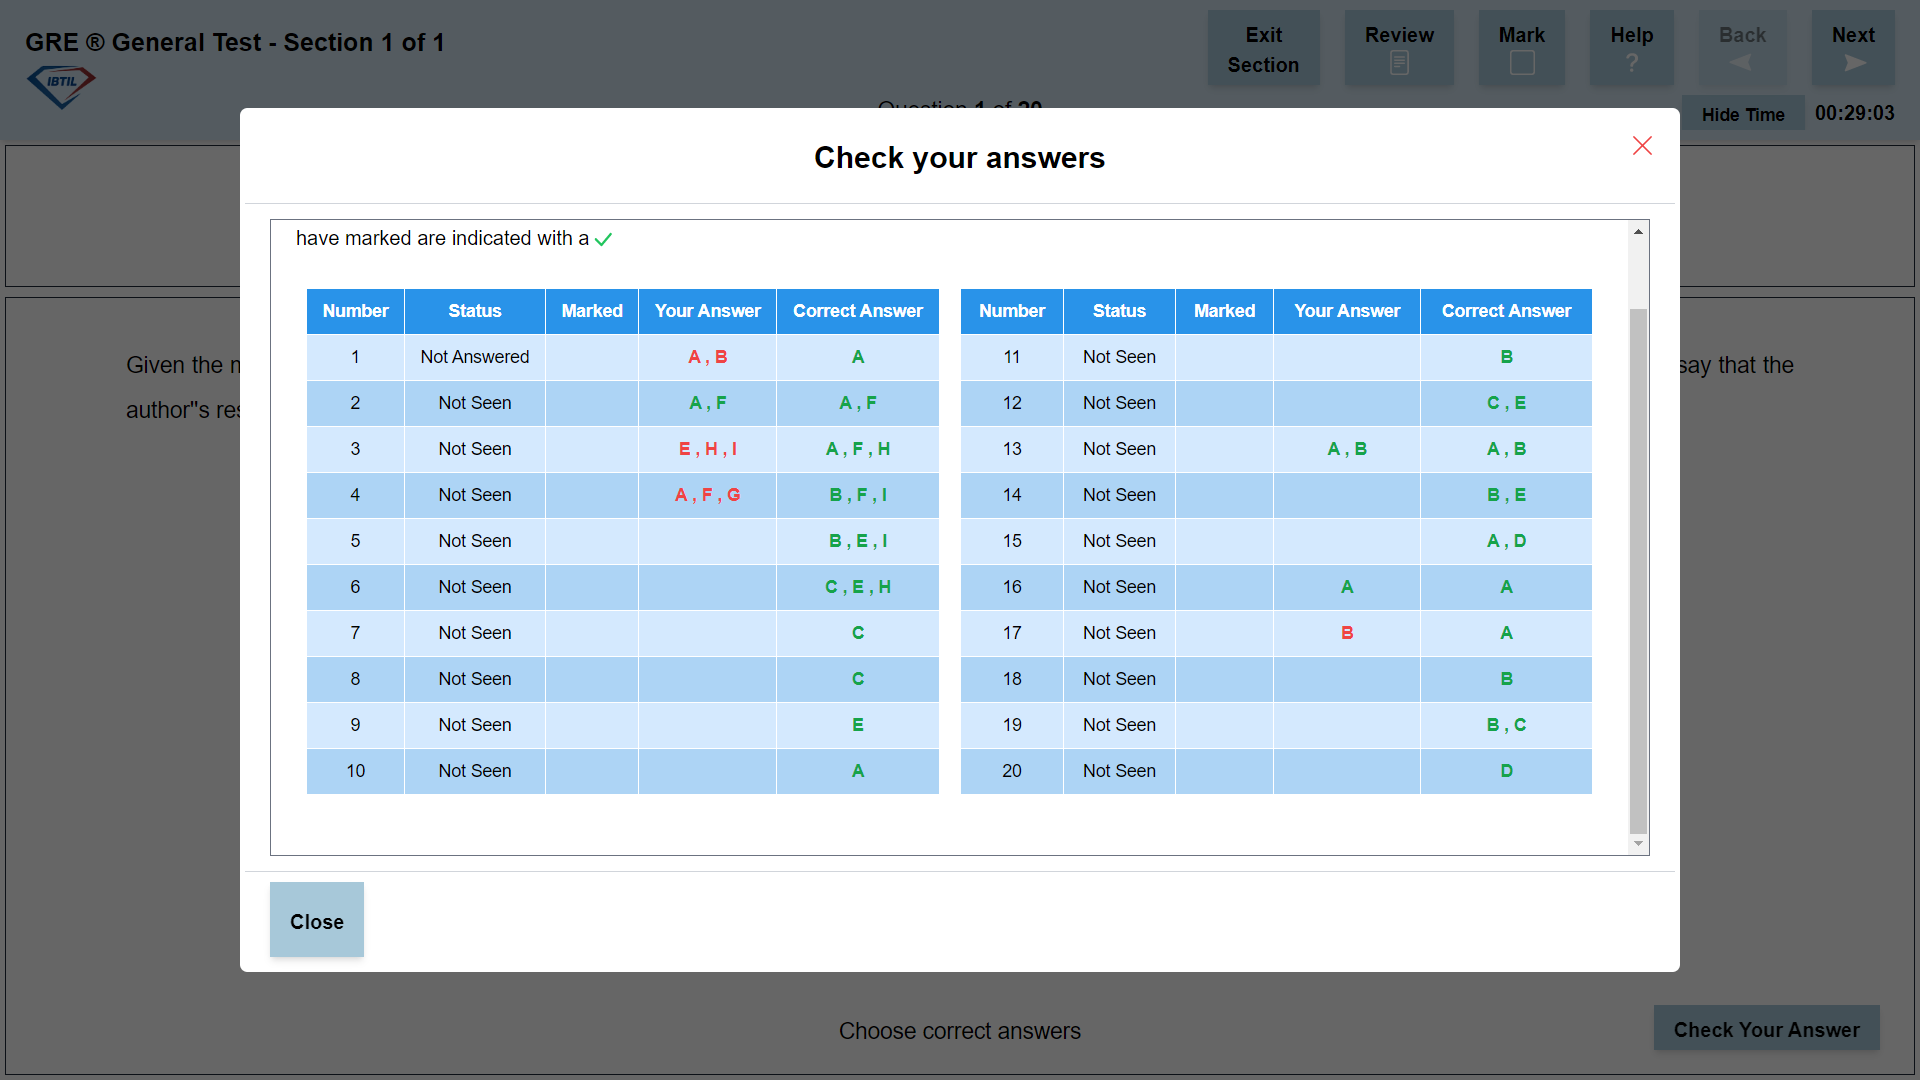 GRE ® General Test - Section 1 of 1
IBTIL
Exit Section
Review
Mark
Help
?
Back
Next
Question 1 of 20
Hide Time
00:29:03
Check your answers
have marked are indicated with a
Number Status Marked Your Answer Correct Answer
1 Not Answered A , B A
2 Not Seen A , F A , F
3 Not Seen E , H , I A , F , H
4 Not Seen A , F , G B , F , I
5 Not Seen B , E , I
6 Not Seen C , E , H
7 Not Seen C
8 Not Seen C
9 Not Seen E
10 Not Seen A
Number Status Marked Your Answer Correct Answer
11 Not Seen B
12 Not Seen C , E
13 Not Seen A , B A , B
14 Not Seen B , E
15 Not Seen A , D
16 Not Seen A A
17 Not Seen B A
18 Not Seen B
19 Not Seen B , C
20 Not Seen D
Given the
say that the
author"s
Close
Choose correct answers
Check Your Answer